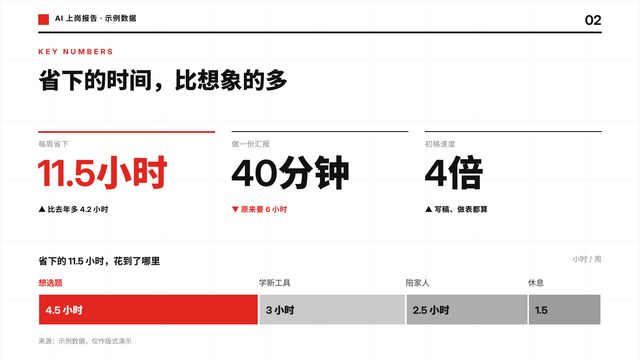 AI 上岗报告 · 示例数据
02
KEY NUMBERS
省下的时间，比想象的多
每周省下
11.5小时
▲ 比去年多 4.2 小时
做一份汇报
40分钟
▼ 原来要 6 小时
初稿速度
4倍
▲ 写稿、做表都算
省下的 11.5 小时，花到了哪里
小时 / 周
想选题
学新工具
陪家人
休息
4.5 小时
3 小时
2.5 小时
1.5
来源：示例数据，仅作版式演示